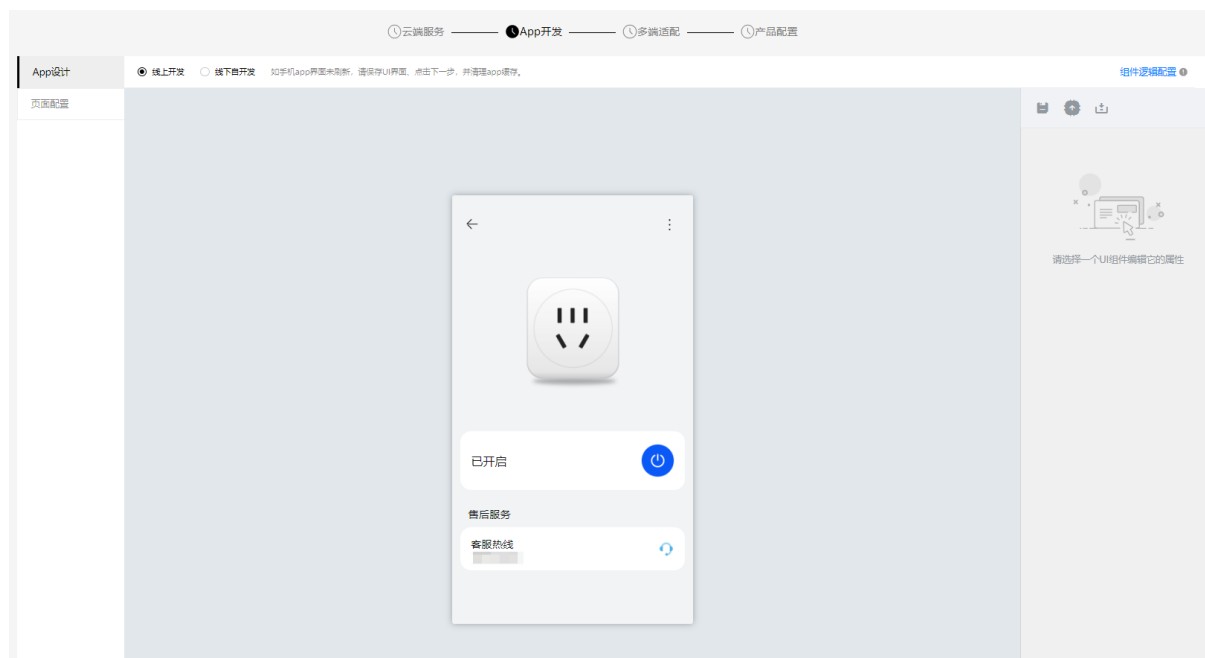 云端服务 App开发 多端适配 产品配置
App设计
线上开发 线下自开发 如手机app界面未刷新，请保存UI界面、点击下一步，并清理app缓存。
组件逻辑配置
页面配置
请选择一个UI组件编辑它的属性
已开启
售后服务
客服热线